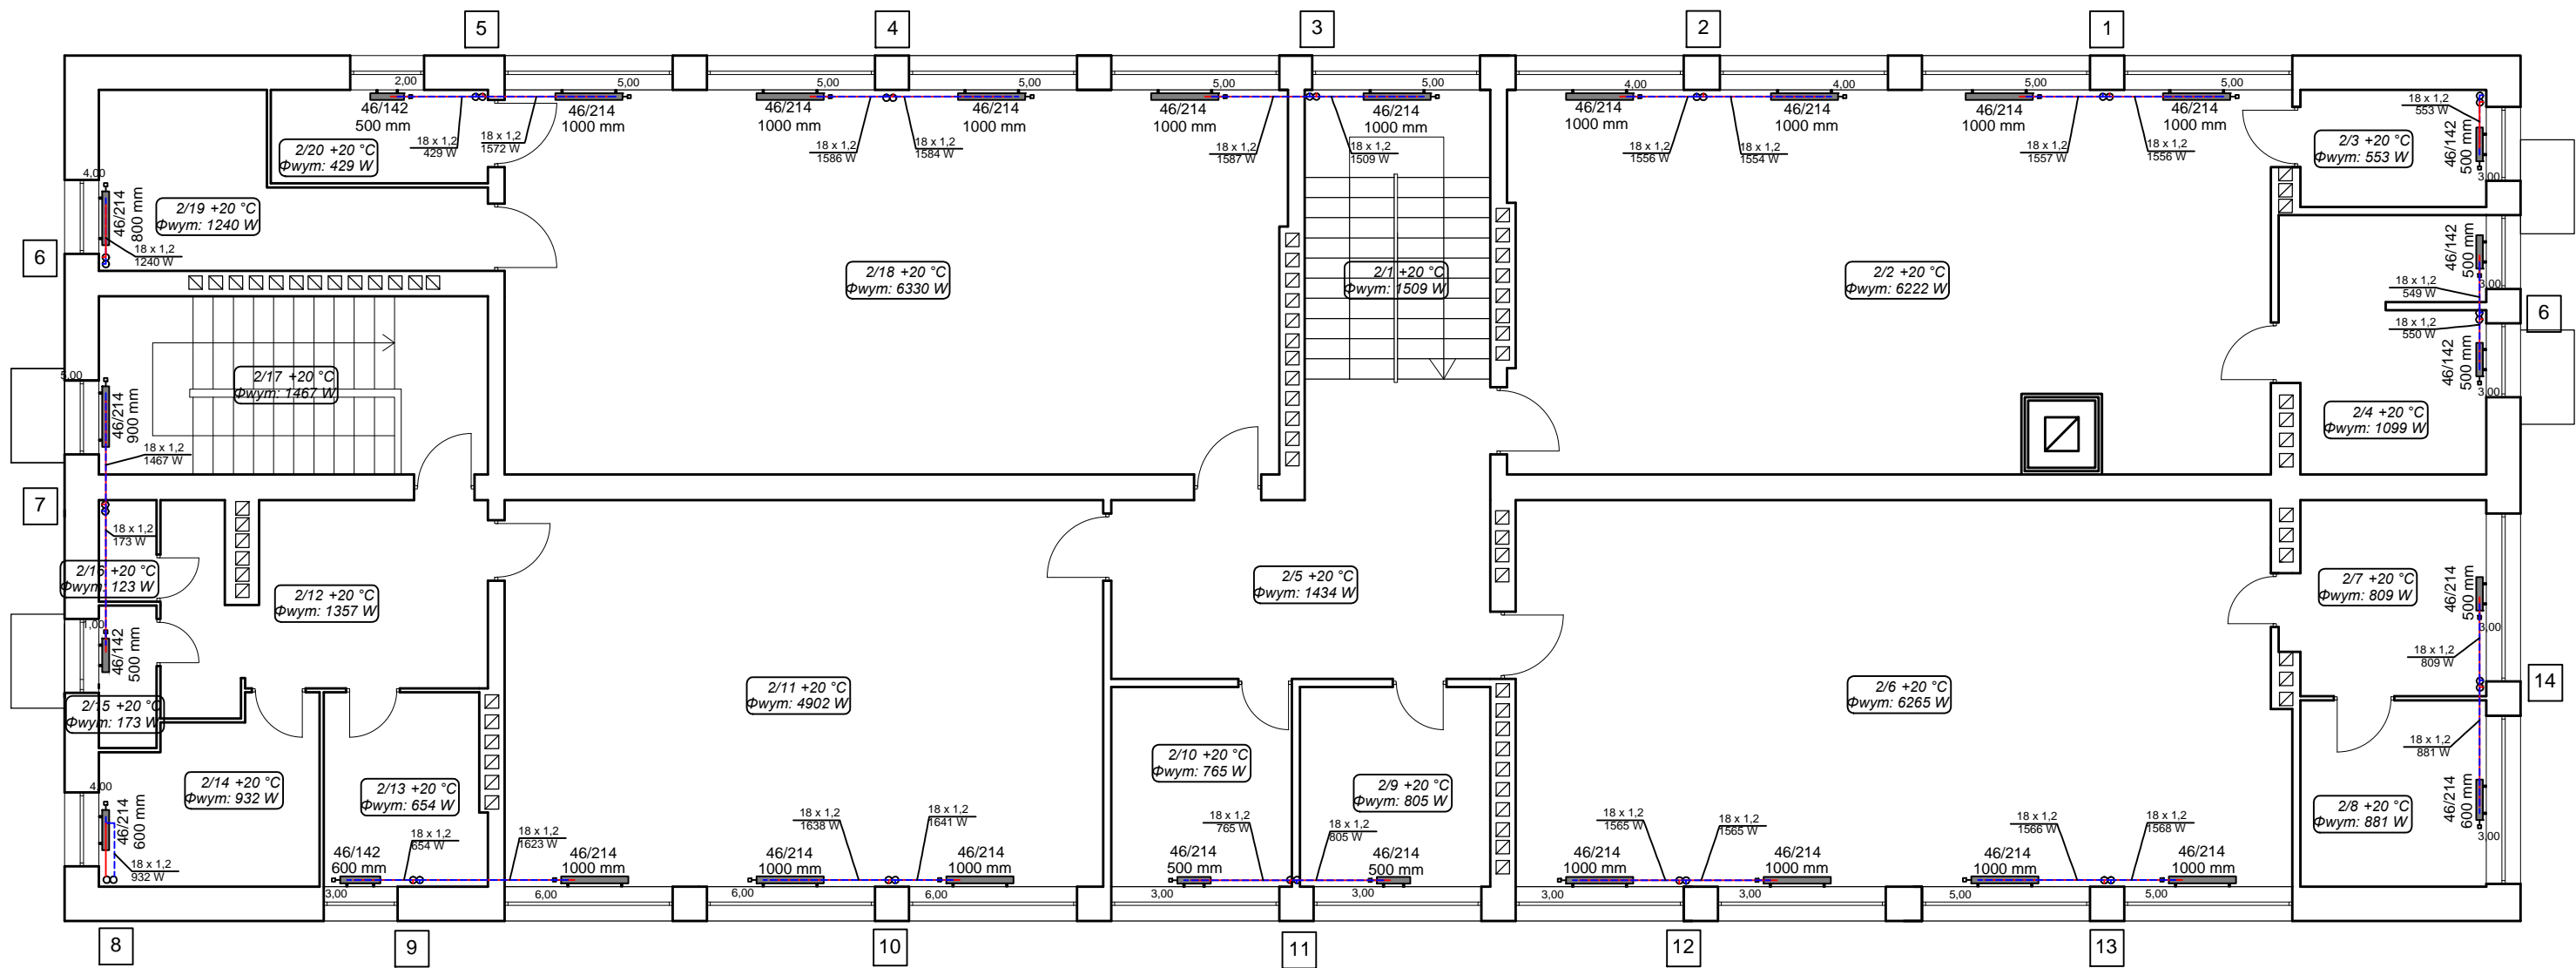 5
4
3
2
1
2,00
5,00
5,00
5,00
5,00
5,00
4,00
4,00
5,00
5,00
46/142
500 mm
18 x 1,2
429 W
18 x 1,2
1572 W
46/214
1000 mm
46/214
1000 mm
18 x 1,2
1586 W
18 x 1,2
1584 W
46/214
1000 mm
46/214
1000 mm
18 x 1,2
1587 W
18 x 1,2
1509 W
46/214
1000 mm
46/214
1000 mm
18 x 1,2
1556 W
18 x 1,2
1554 W
46/214
1000 mm
46/214
1000 mm
18 x 1,2
1557 W
18 x 1,2
1556 W
46/214
1000 mm
18 x 1,2
553 W
46/142
500 mm
3,00
2/20 +20 °C
Φwym: 429 W
2/3 +20 °C
Φwym: 553 W
4,00
46/214
800 mm
2/19 +20 °C
Φwym: 1240 W
18 x 1,2
1240 W
6
2/18 +20 °C
Φwym: 6330 W
2/1 +20 °C
Φwym: 1509 W
2/2 +20 °C
Φwym: 6222 W
46/142
500 mm
3,00
18 x 1,2
549 W
18 x 1,2
550 W
6
46/142
500 mm
3,00
5,00
46/214
900 mm
2/17 +20 °C
Φwym: 1467 W
18 x 1,2
1467 W
2/4 +20 °C
Φwym: 1099 W
7
18 x 1,2
173 W
2/16 +20 °C
Φwym: 123 W
2/12 +20 °C
Φwym: 1357 W
2/5 +20 °C
Φwym: 1434 W
2/7 +20 °C
Φwym: 809 W
46/214
500 mm
3,00
18 x 1,2
809 W
1,00
46/142
500 mm
2/15 +20 °C
Φwym: 173 W
2/11 +20 °C
Φwym: 4902 W
2/6 +20 °C
Φwym: 6265 W
14
18 x 1,2
881 W
4,00
46/214
600 mm
2/14 +20 °C
Φwym: 932 W
2/13 +20 °C
Φwym: 654 W
2/10 +20 °C
Φwym: 765 W
2/9 +20 °C
Φwym: 805 W
2/8 +20 °C
Φwym: 881 W
46/214
600 mm
3,00
18 x 1,2
932 W
46/142
600 mm
18 x 1,2
654 W
18 x 1,2
1623 W
46/214
1000 mm
46/214
1000 mm
18 x 1,2
1638 W
18 x 1,2
1641 W
46/214
1000 mm
46/214
500 mm
18 x 1,2
765 W
18 x 1,2
805 W
46/214
500 mm
46/214
1000 mm
18 x 1,2
1565 W
18 x 1,2
1565 W
46/214
1000 mm
46/214
1000 mm
18 x 1,2
1566 W
18 x 1,2
1568 W
46/214
1000 mm
3,00
6,00
6,00
6,00
3,00
3,00
3,00
3,00
5,00
5,00
8
9
10
11
12
13